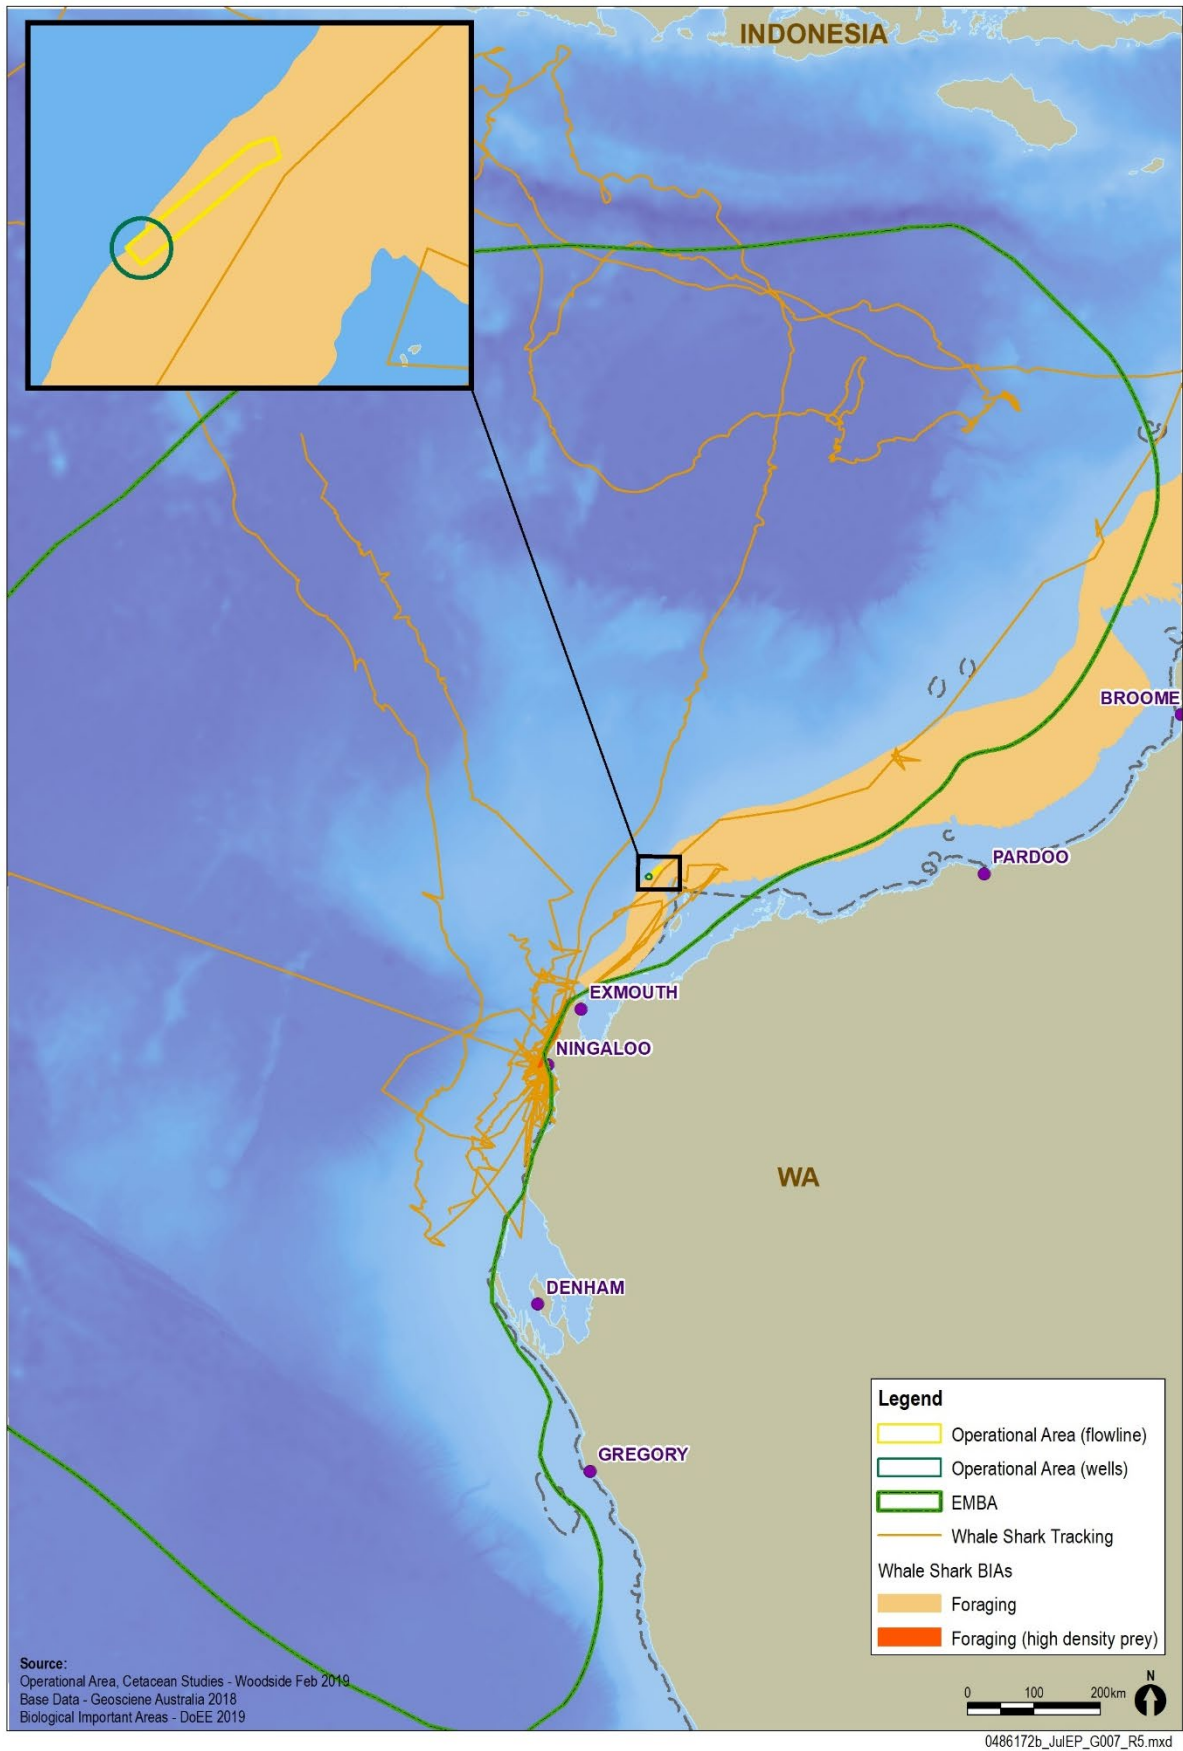 INDONESIA
BROOME
PARDOO
EXMOUTH
NINGALOO
WA
DENHAM
GREGORY
Legend
Operational Area (flowline)
Operational Area (wells)
EMBA
Whale Shark Tracking
Whale Shark BIAs
Foraging
Foraging (high density prey)
Source:
Operational Area, Cetacean Studies - Woodside Feb 2019
Base Data - Geosciene Australia 2018
Biological Important Areas - DoEE 2019
0 100 200km
N
0486172b_JulEP_G007_R5.mxd